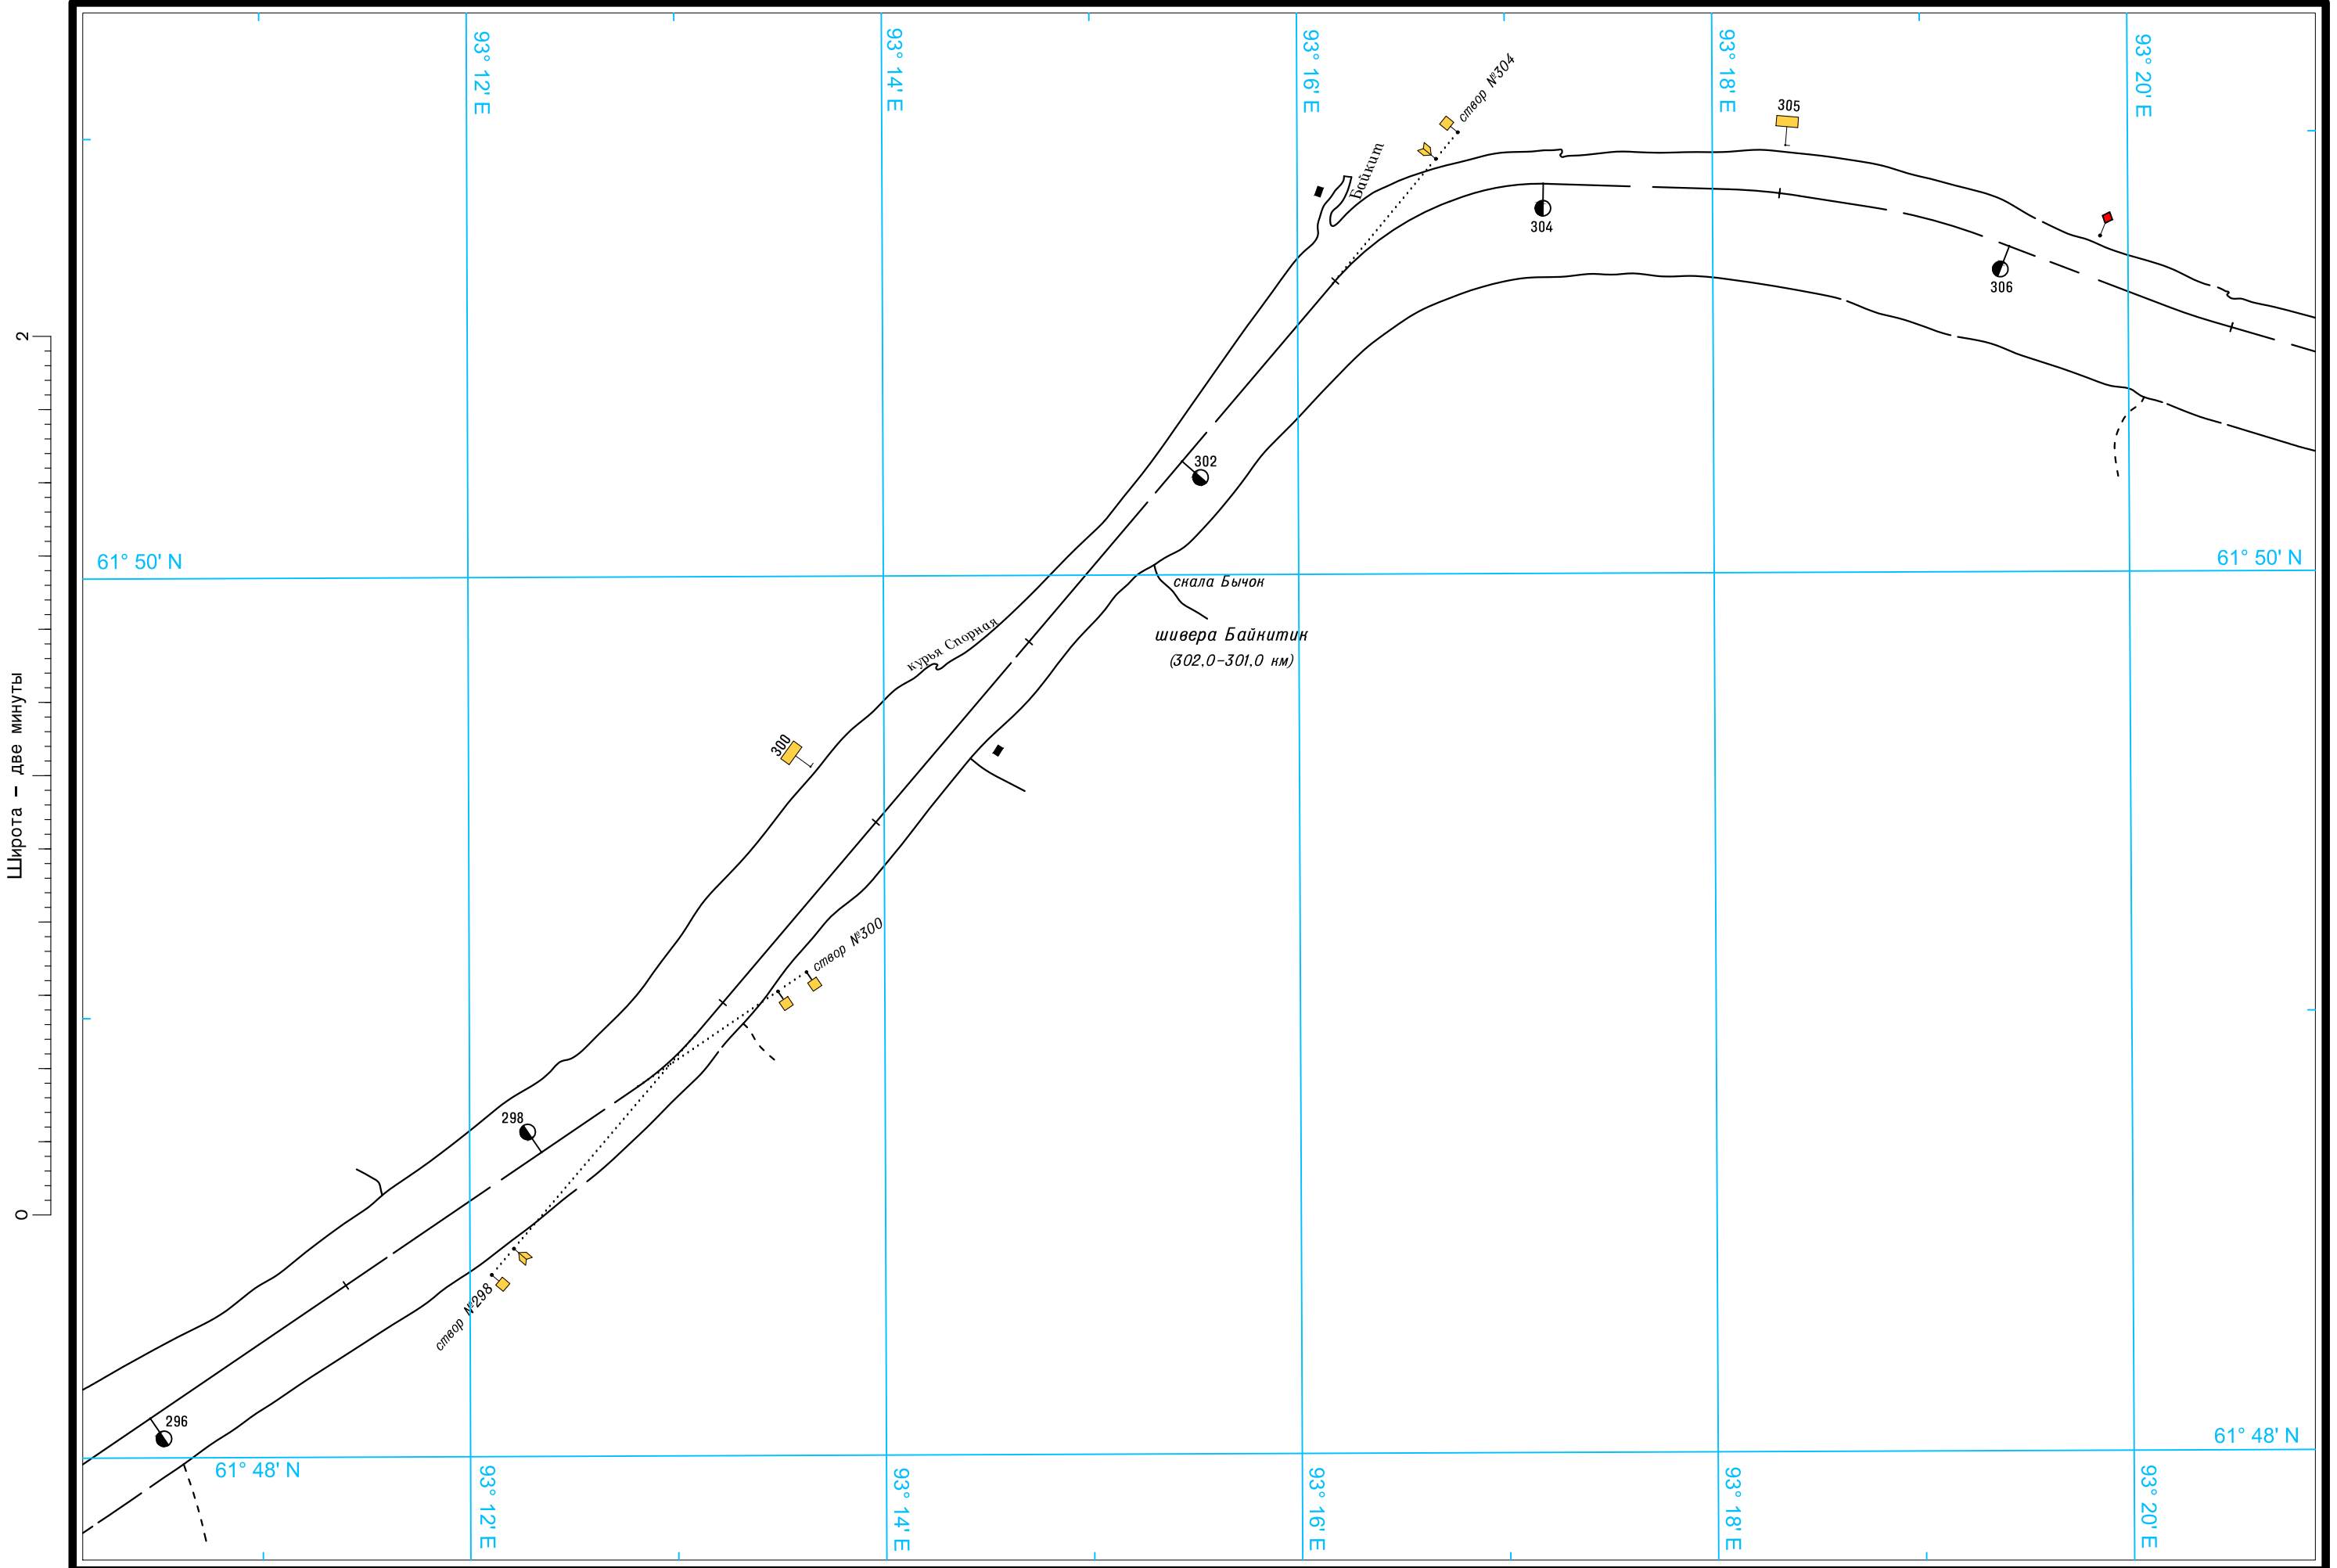 93° 12' E
93° 14' E
93° 16' E
93° 18' E
93° 20' E
створ №304
305
Байкит
304
306
2
302
61° 50' N
61° 50' N
скала Бычок
курья Спорная
шивера Байкитик
(302,0-301,0 км)
300
Широта - две минуты
створ №300
298
0
створ №298
296
61° 48' N
61° 48' N
93° 12' E
93° 14' E
93° 16' E
93° 18' E
93° 20' E